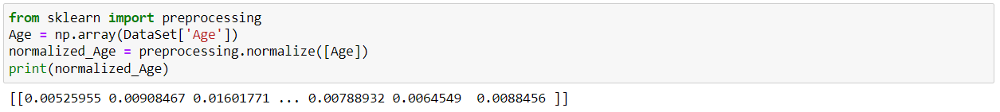 from sklearn import preprocessing
Age = np.array(DataSet['Age'])
normalized_Age = preprocessing.normalize([Age])
print(normalized_Age)
[[0.00525955 0.00908467 0.01601771 ... 0.00788932 0.0064549  0.0088456 ]]